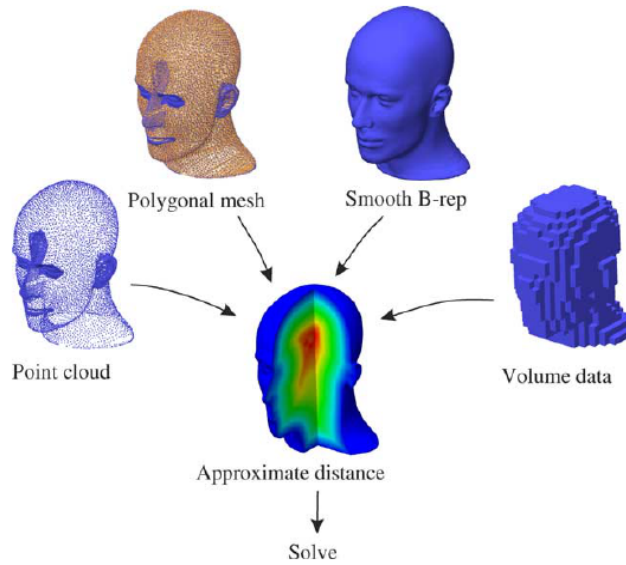 Polygonal mesh
Smooth B-rep
Point cloud
Volume data
Approximate distance
Solve